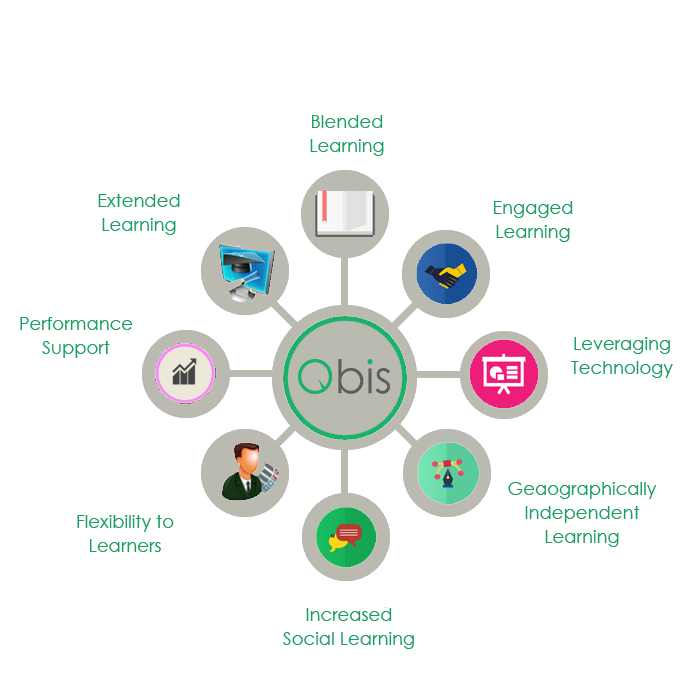 Blended
Learning
Extended
Learning
Engaged
Learning
Performance
Support
Leveraging
Technology
Qbis
Geaographically
Independent
Learning
Flexibility to
Learners
Increased
Social Learning